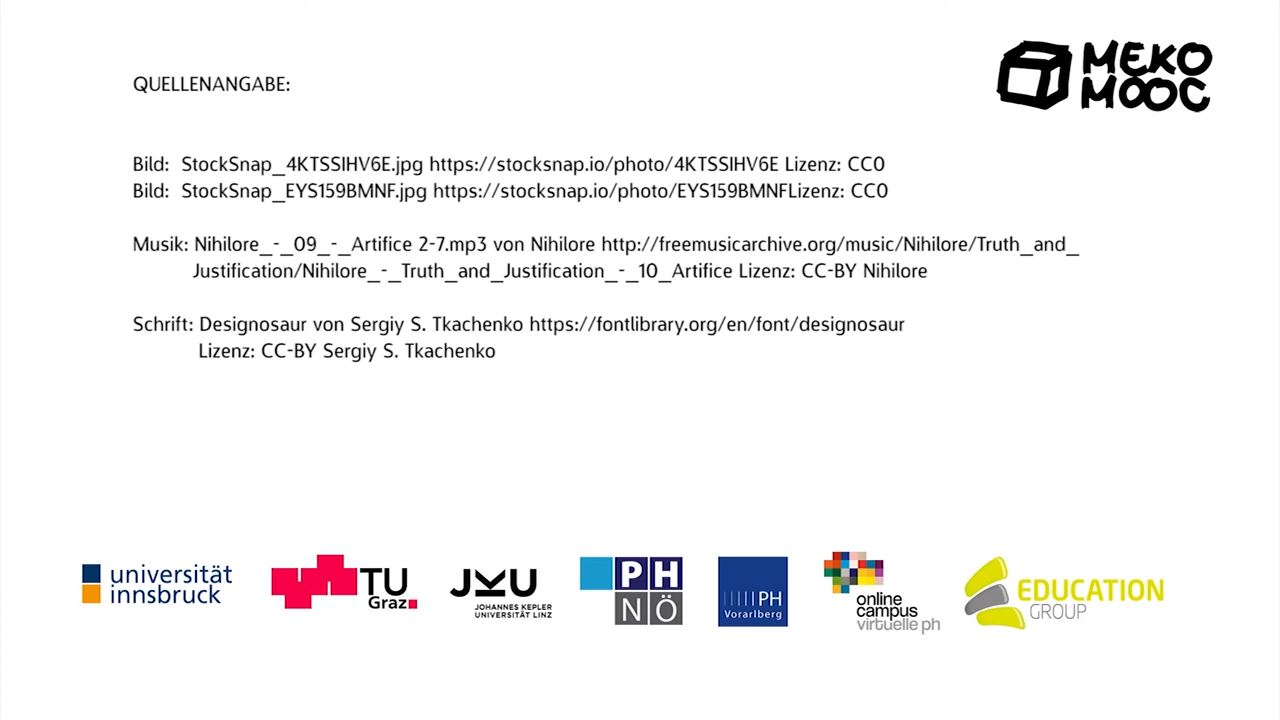 MEKO
MOOC
QUELLENANGABE:
Bild: StockSnap_4KTSSIHV6E.jpg https://stocksnap.io/photo/4KTSSIHV6E Lizenz: CC0
Bild: StockSnap_EYS159BMNF.jpg https://stocksnap.io/photo/EYS159BMNFLizenz: CC0
Musik: Nihilore_-_09_-_Artifice 2-7.mp3 von Nihilore http://freemusicarchive.org/music/Nihilore/Truth_and_
Justification/Nihilore_-_Truth_and_Justification_-_10_Artifice Lizenz: CC-BY Nihilore
Schrift: Designosaur von Sergiy S. Tkachenko https://fontlibrary.org/en/font/designosaur
Lizenz: CC-BY Sergiy S. Tkachenko
universität
innsbruck
TU
Graz
JKU
JOHANNES KEPLER
UNIVERSITÄT LINZ
PH
NÖ
PH
Vorarlberg
online
campus
virtuelle ph
EDUCATION
GROUP